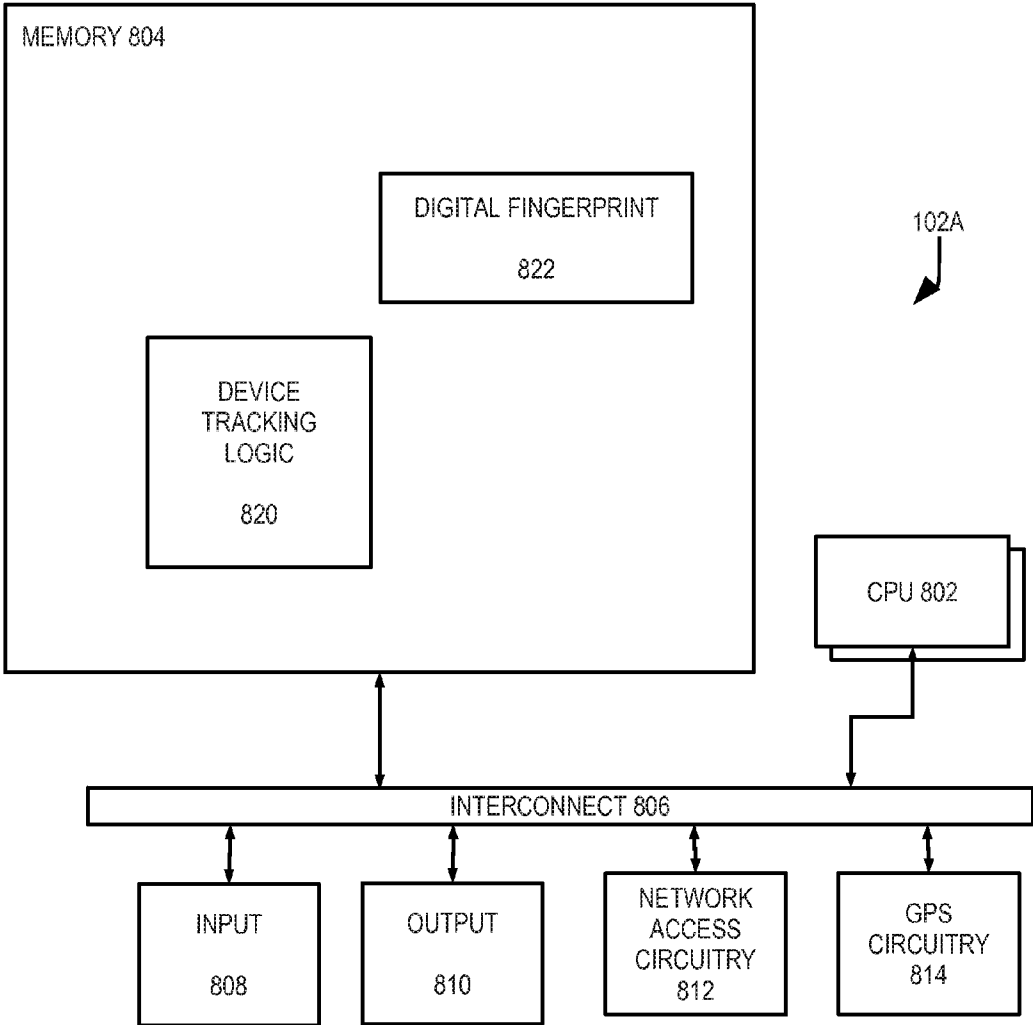 MEMORY 804
DIGITAL FINGERPRINT
822
102A
DEVICE
TRACKING
LOGIC
820
CPU 802
INTERCONNECT 806
INPUT
808
OUTPUT
810
NETWORK
ACCESS
CIRCUITRY
812
GPS
CIRCUITRY
814